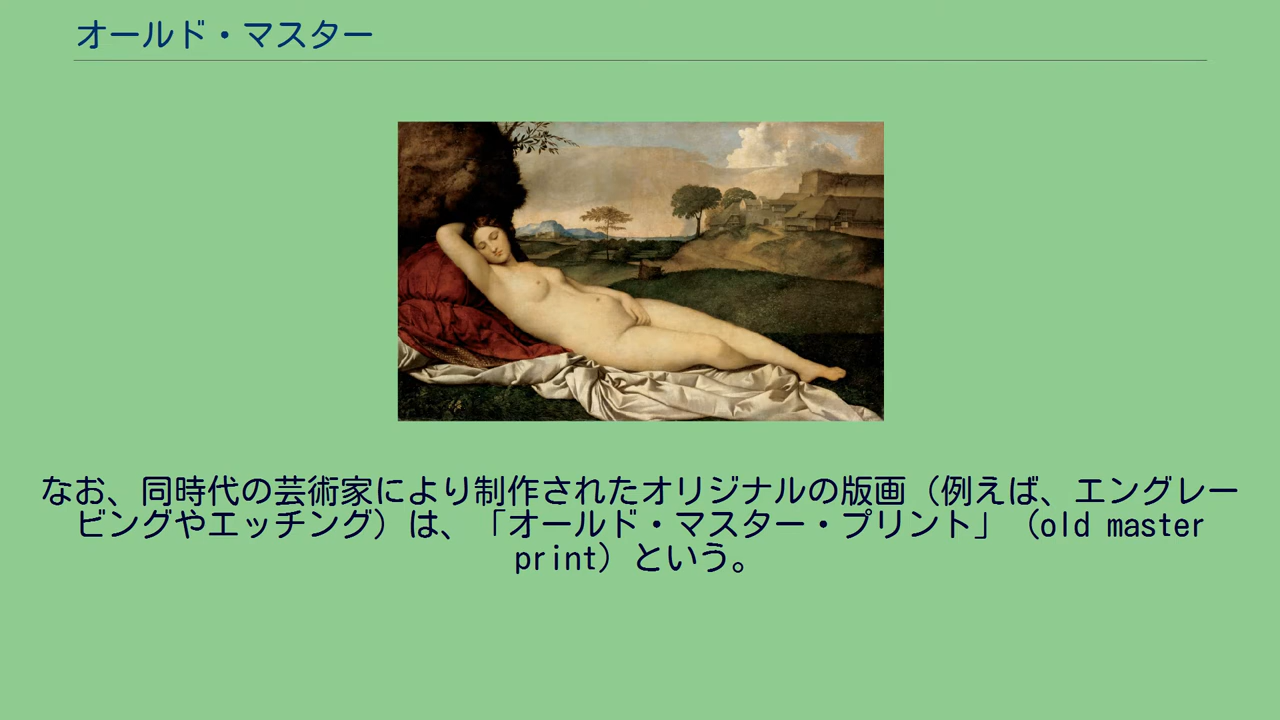 オールド・マスター
なお、同時代の芸術家により制作されたオリジナルの版画（例えば、エングレー
ビングやエッチング）は、「オールド・マスター・プリント」（old master
print）という。